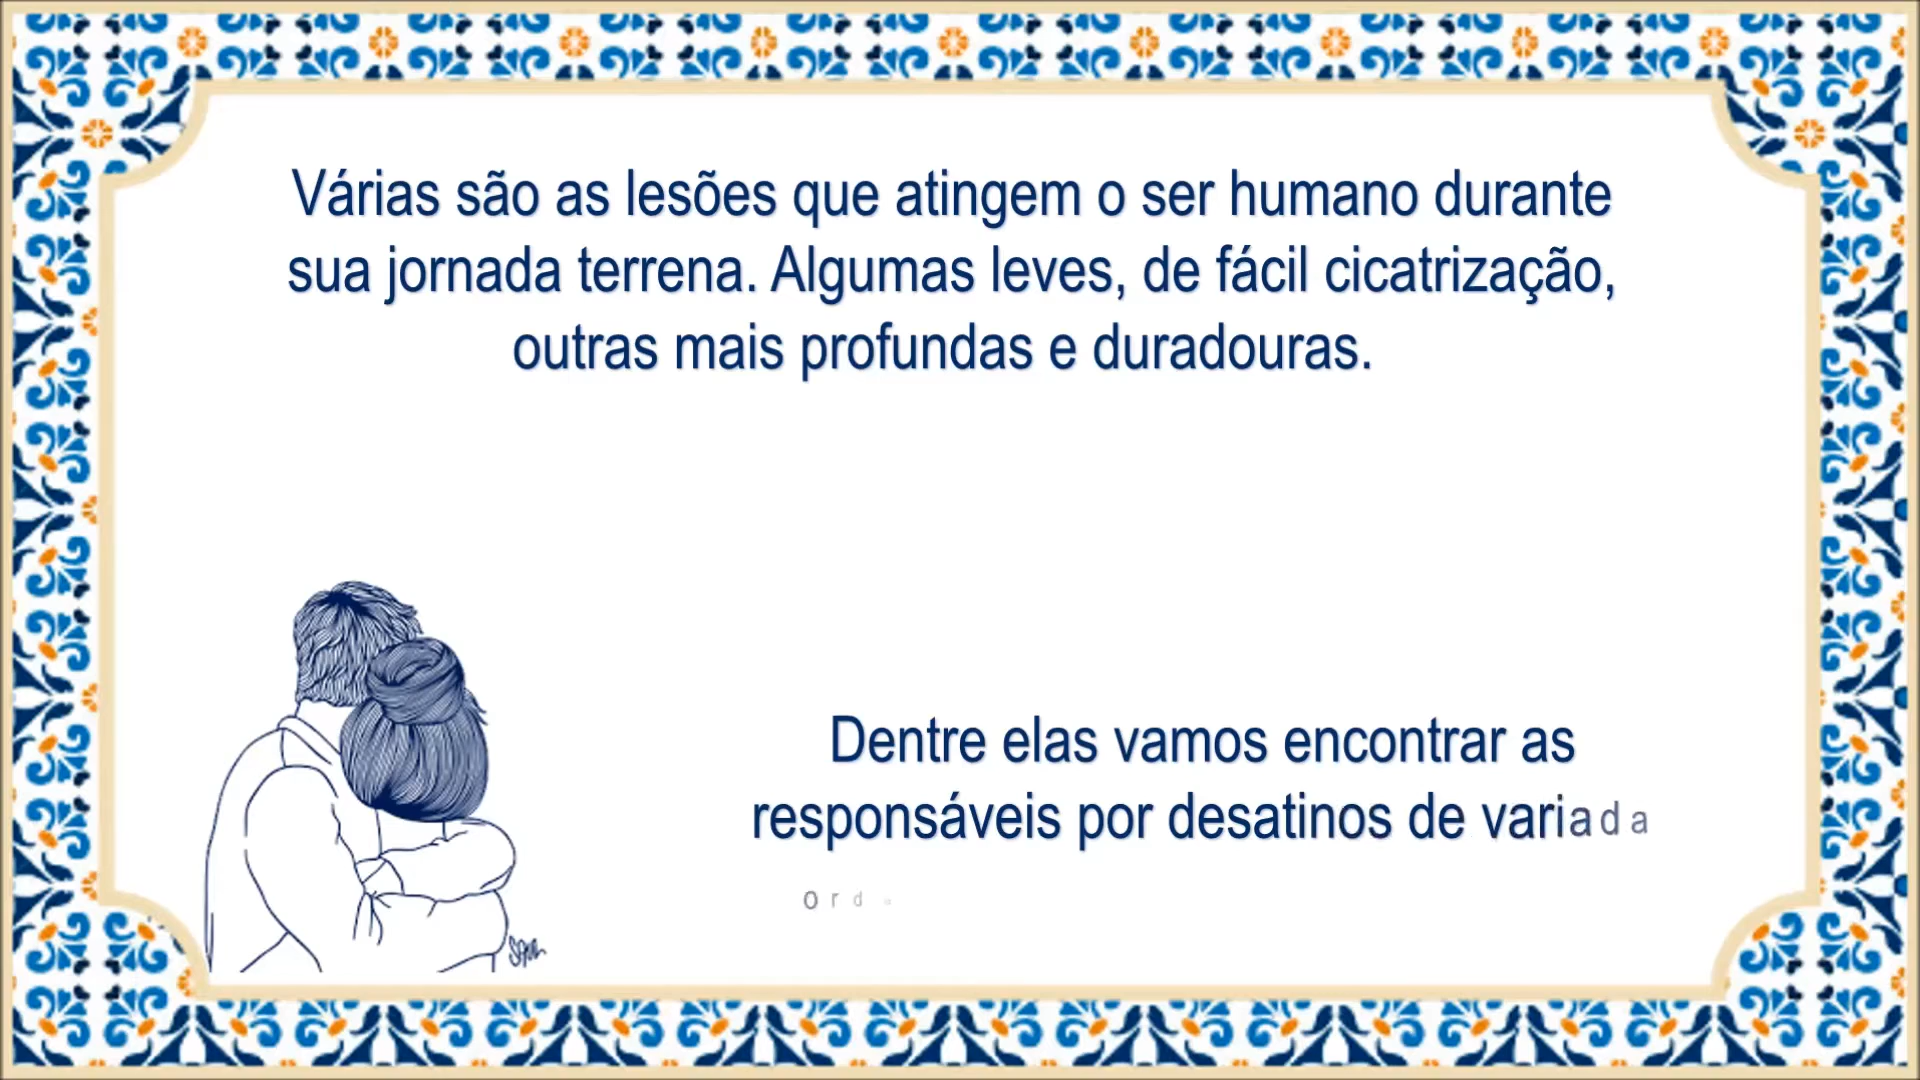 Várias são as lesões que atingem o ser humano durante
sua jornada terrena. Algumas leves, de fácil cicatrização,
outras mais profundas e duradouras.
Dentre elas vamos encontrar as
responsáveis por desatinos de variada
ord